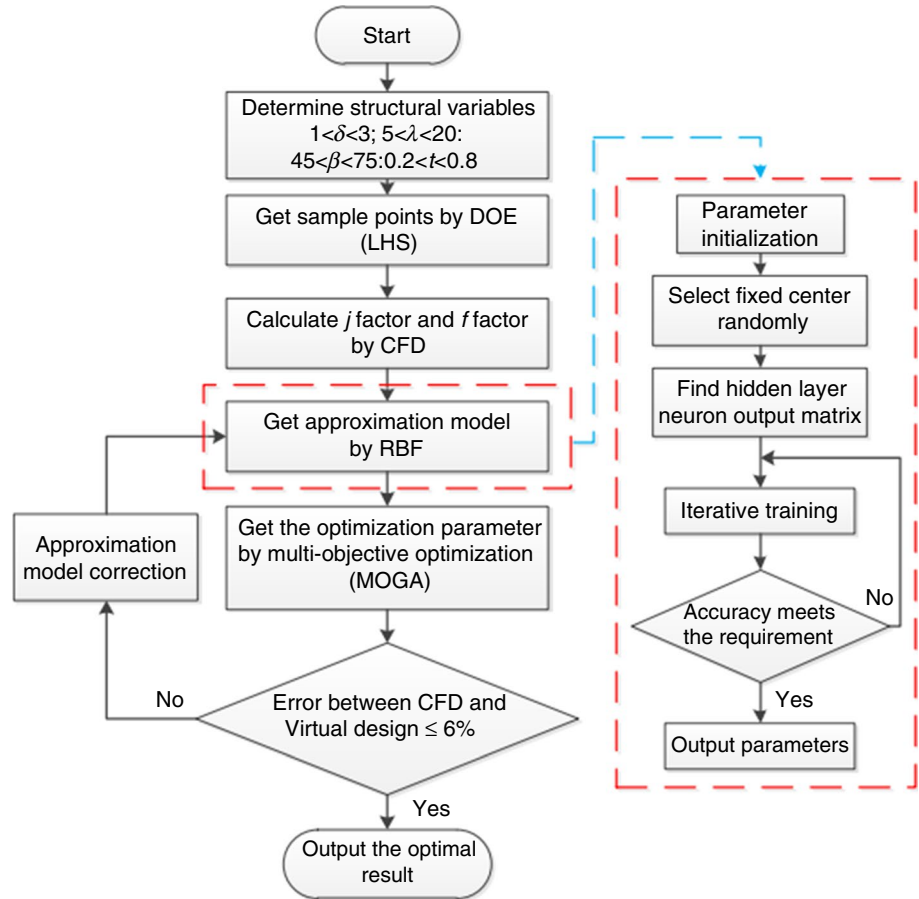 Start
Determine structural variables
1<δ<3; 5<λ<20:
45<β<75:0.2<t<0.8
Get sample points by DOE
(LHS)
Calculate j factor and f factor
by CFD
Get approximation model
by RBF
Get the optimization parameter
by multi-objective optimization
(MOGA)
Approximation
model correction
No
Error between CFD and
Virtual design ≤ 6%
Yes
Output the optimal
result
Parameter
initialization
Select fixed center
randomly
Find hidden layer
neuron output matrix
Iterative training
Accuracy meets
the requirement
No
Yes
Output parameters